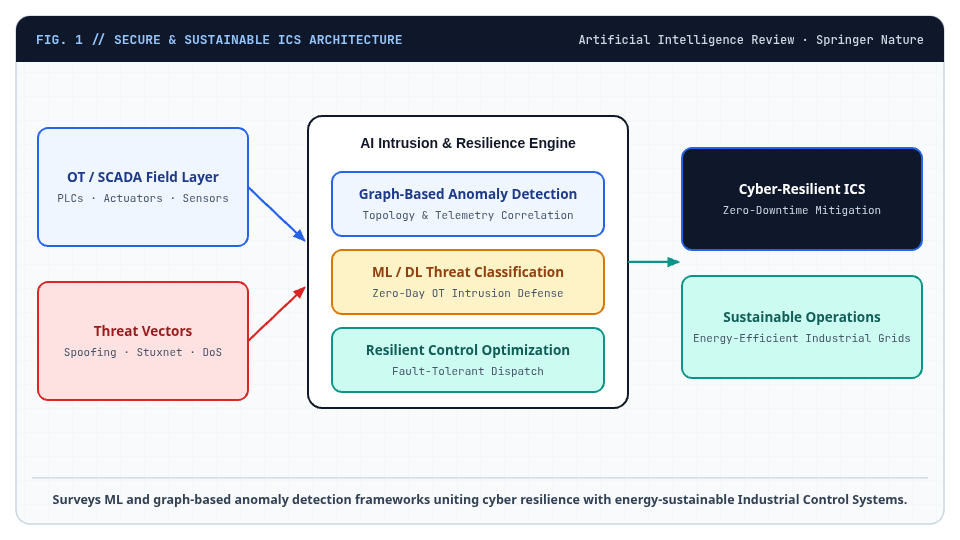 FIG. 1 // SECURE & SUSTAINABLE ICS ARCHITECTURE
Artificial Intelligence Review · Springer Nature
OT / SCADA Field Layer
PLCs · Actuators · Sensors
Threat Vectors
Spoofing · Stuxnet · DoS
AI Intrusion & Resilience Engine
Graph-Based Anomaly Detection
Topology & Telemetry Correlation
ML / DL Threat Classification
Zero-Day OT Intrusion Defense
Resilient Control Optimization
Fault-Tolerant Dispatch
Cyber-Resilient ICS
Zero-Downtime Mitigation
Sustainable Operations
Energy-Efficient Industrial Grids
Surveys ML and graph-based anomaly detection frameworks uniting cyber resilience with energy-sustainable Industrial Control Systems.